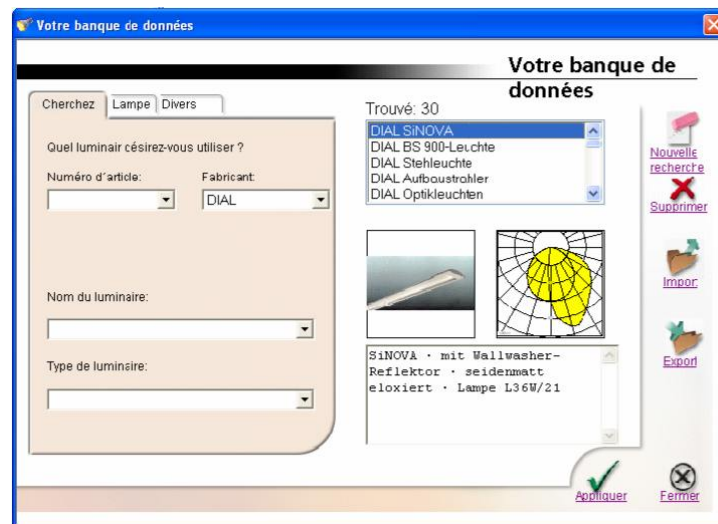 Votre banque de données
Votre banque de
données
Cherchez
Lampe
Divers
Quel luminair césirez-vous utiliser ?
Numéro d'artide:
Fabricant:
DIAL
Nom du luminaire:
Type de luminaire:
Trouvé: 30
DIAL SiNOVA
DIAL BS 900-Leuchte
DIAL Stehleuchte
DIAL Aufbaustrahler
DIAL Optikleuchten
SiNOVA · mit Wallwasher-
Reflektor · seidenmatt
eloxiert · Lampe L36W/21
Nouvelle
recherche
Supprimer
Import
Export
Appliquer
Fermer